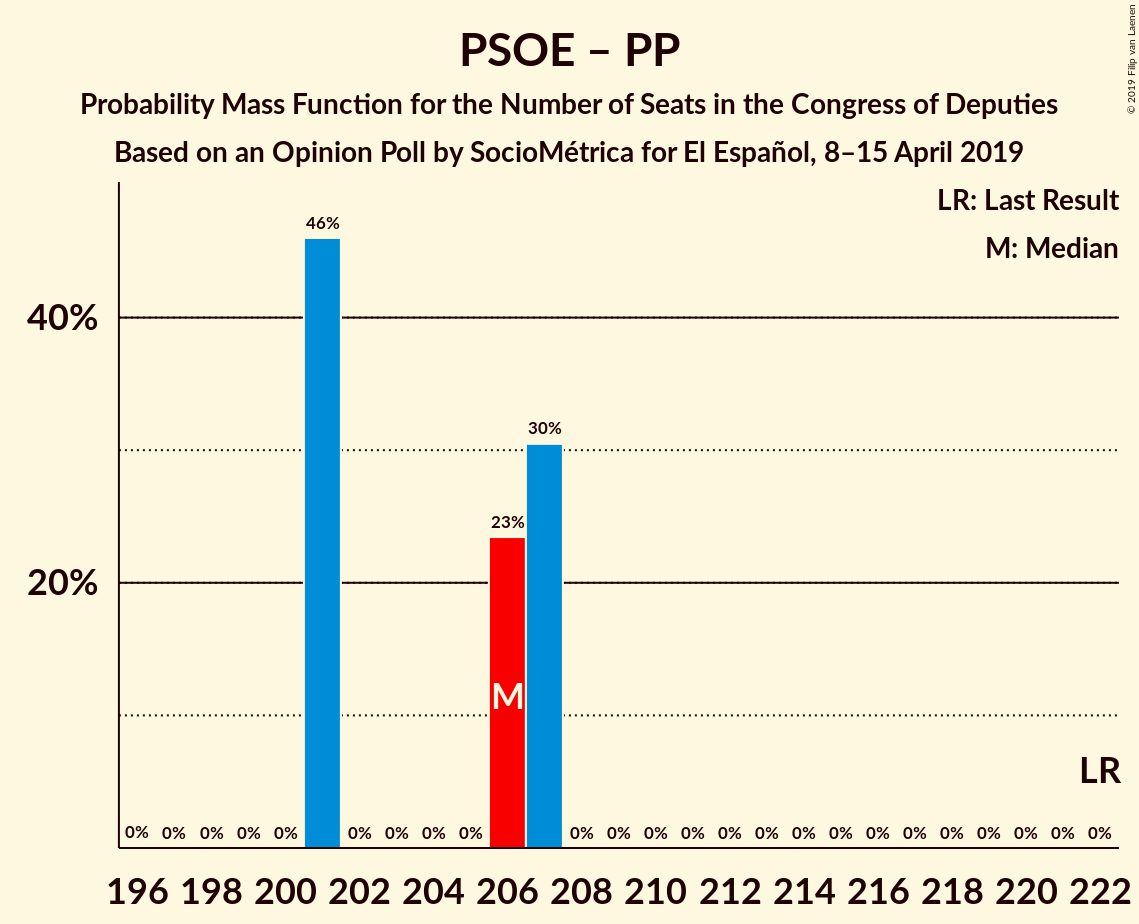 PSOE – PP
Probability Mass Function for the Number of Seats in the Congress of Deputies
Based on an Opinion Poll by SocioMétrica for El Español, 8–15 April 2019
© 2019 Filip van Laenen
LR: Last Result
M: Median
46%
40%
30%
23%
20%
M
LR
0% 0% 0% 0% 0% 0% 0% 0% 0% 0% 0% 0% 0% 0% 0% 0% 0% 0% 0% 0% 0% 0% 0% 0%
196 198 200 202 204 206 208 210 212 214 216 218 220 222